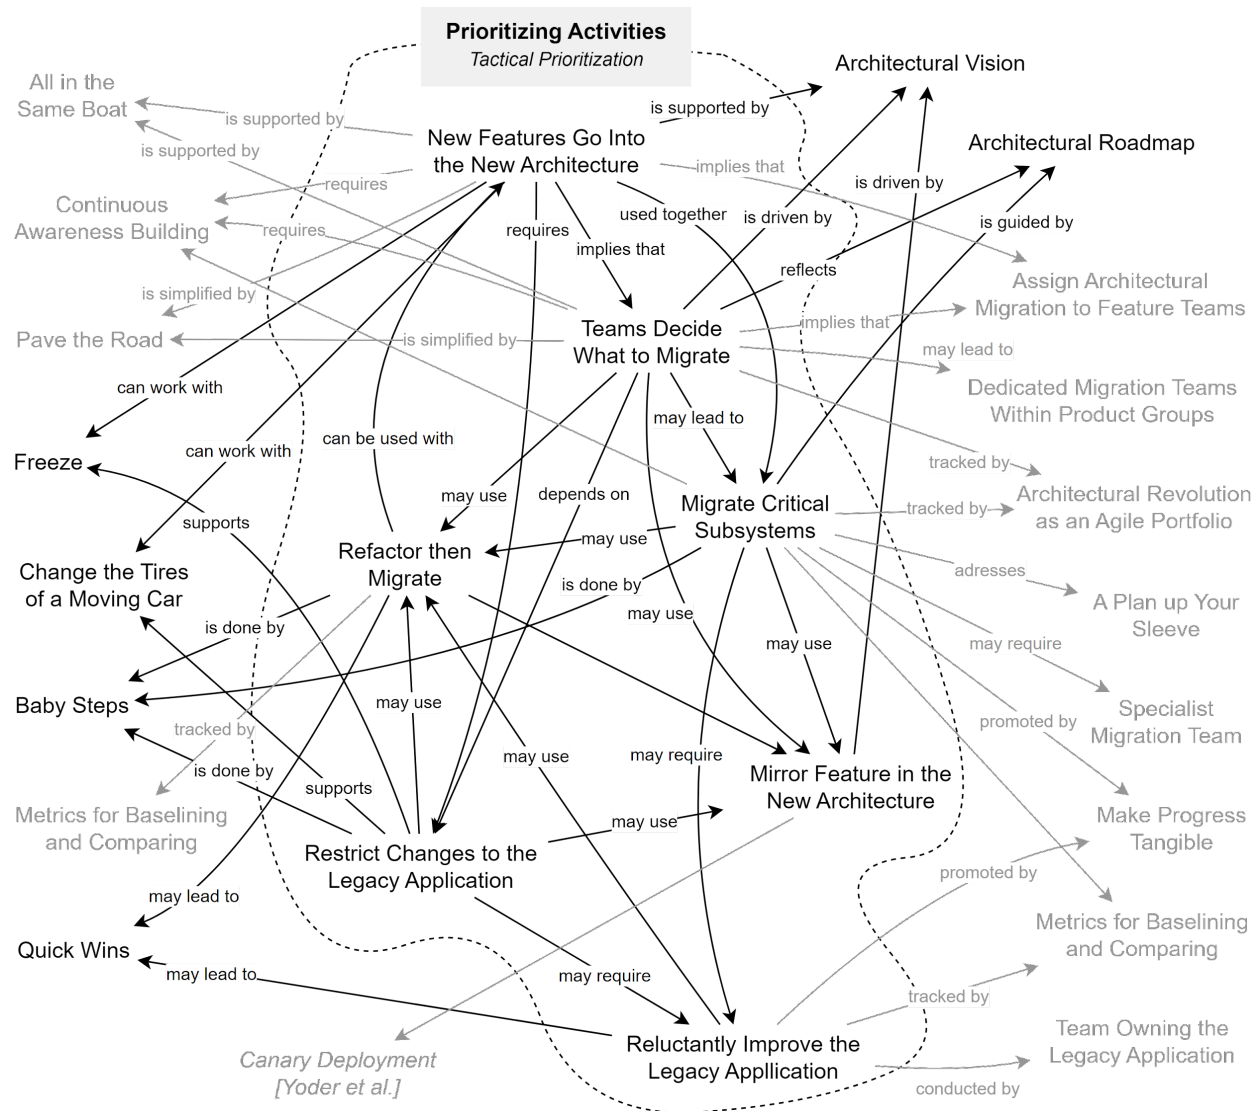 Prioritizing Activities
Tactical Prioritization
Architectural Vision
All in the
Same Boat
is supported by
is supported by
New Features Go Into
the New Architecture
is supported by
Architectural Roadmap
implies that
is driven by
requires
Continuous
Awareness Building
requires
requires
used together
is driven by
is guided by
implies that
reflects
Assign Architectural
Migration to Feature Teams
is simplified by
Pave the Road
is simplified by
Teams Decide
What to Migrate
implies that
may lead to
Dedicated Migration Teams
Within Product Groups
can work with
may lead to
can be used with
can work with
Freeze
tracked by
may use
depends on
Migrate Critical
Subsystems
tracked by
Architectural Revolution
as an Agile Portfolio
supports
may use
Refactor then
Migrate
Change the Tires
of a Moving Car
is done by
adresses
A Plan up Your
Sleeve
is done by
may use
may use
may require
Baby Steps
may use
tracked by
Specialist
Migration Team
promoted by
may use
may require
is done by
supports
Mirror Feature in the
New Architecture
Metrics for Baselining
and Comparing
may use
Make Progress
Tangible
Restrict Changes to the
Legacy Application
promoted by
may lead to
Metrics for Baselining
and Comparing
Quick Wins
may lead to
may require
tracked by
Canary Deployment
[Yoder et al.]
Reluctantly Improve the
Legacy Appllication
Team Owning the
Legacy Application
conducted by